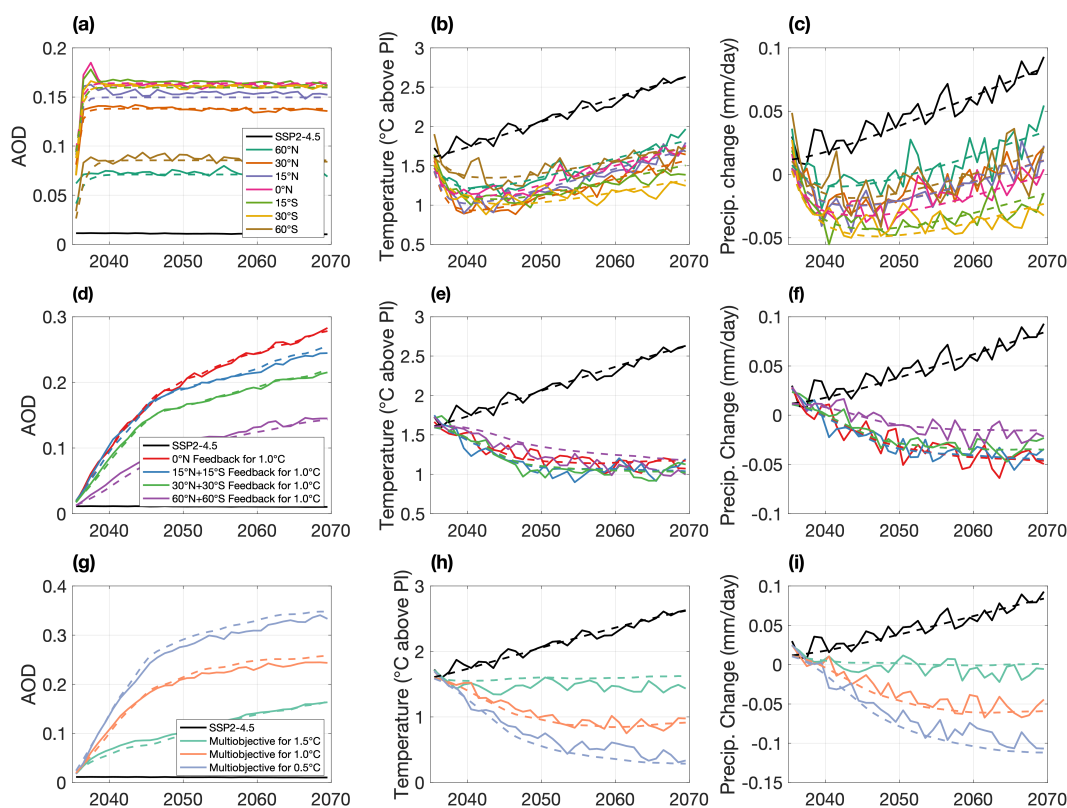 (a)
AOD
0.2
0.15
0.1
0.05
0
2040
2050
2060
2070
SSP2-4.5
60°N
30°N
15°N
0°N
15°S
30°S
60°S
(b)
Temperature (°C above PI)
3
2.5
2
1.5
1
0.5
2040
2050
2060
2070
(c)
Precip. change (mm/day)
0.1
0.05
0
-0.05
2040
2050
2060
2070
(d)
AOD
0.3
0.2
0.1
0
2040
2050
2060
2070
SSP2-4.5
0°N Feedback for 1.0°C
15°N+15°S Feedback for 1.0°C
30°N+30°S Feedback for 1.0°C
60°N+60°S Feedback for 1.0°C
(e)
Temperature (°C above PI)
3
2.5
2
1.5
1
0.5
2040
2050
2060
2070
(f)
Precip. Change (mm/day)
0.1
0.05
0
-0.05
-0.1
2040
2050
2060
2070
(g)
AOD
0.4
0.3
0.2
0.1
0
2040
2050
2060
2070
SSP2-4.5
Multiobjective for 1.5°C
Multiobjective for 1.0°C
Multiobjective for 0.5°C
(h)
Temperature (°C above PI)
3
2
1
0
2040
2050
2060
2070
(i)
Precip. Change (mm/day)
0.1
0.05
0
-0.05
-0.1
-0.15
2040
2050
2060
2070